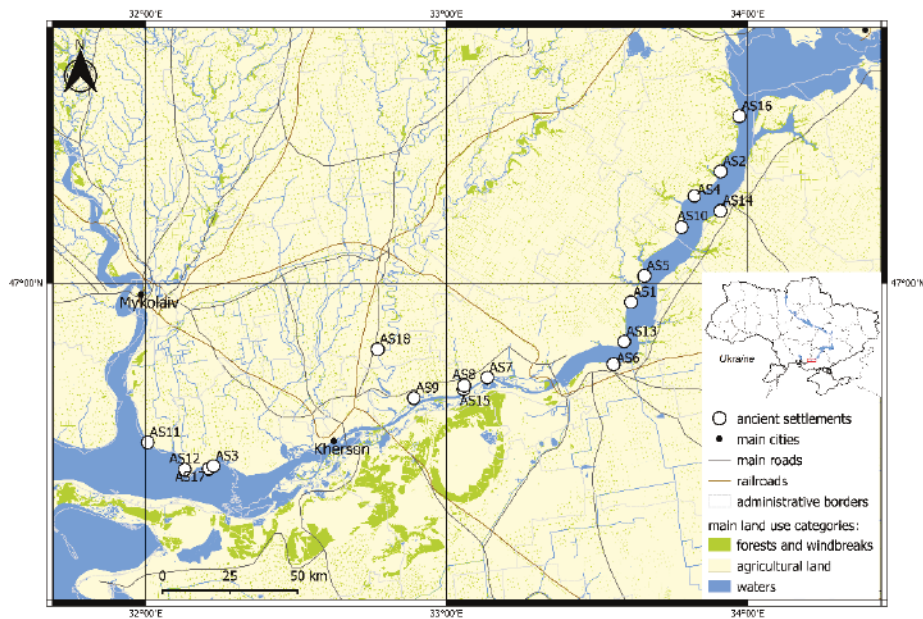 32°00'E 33°00'E 34°00'E
N
AS16
AS2
AS4
AS14
AS10
AS5
47°00'N 47°00'N
AS1
Mykolaiv
AS13
AS18
AS6
AS7
AS8
AS9
AS15
AS11
Kherson
AS12
AS3
AS17
Ukraine
ancient settlements
main cities
main roads
railroads
administrative borders
main land use categories:
forests and windbreaks
agricultural land
waters
0 25 50 km
32°00'E 33°00'E 34°00'E